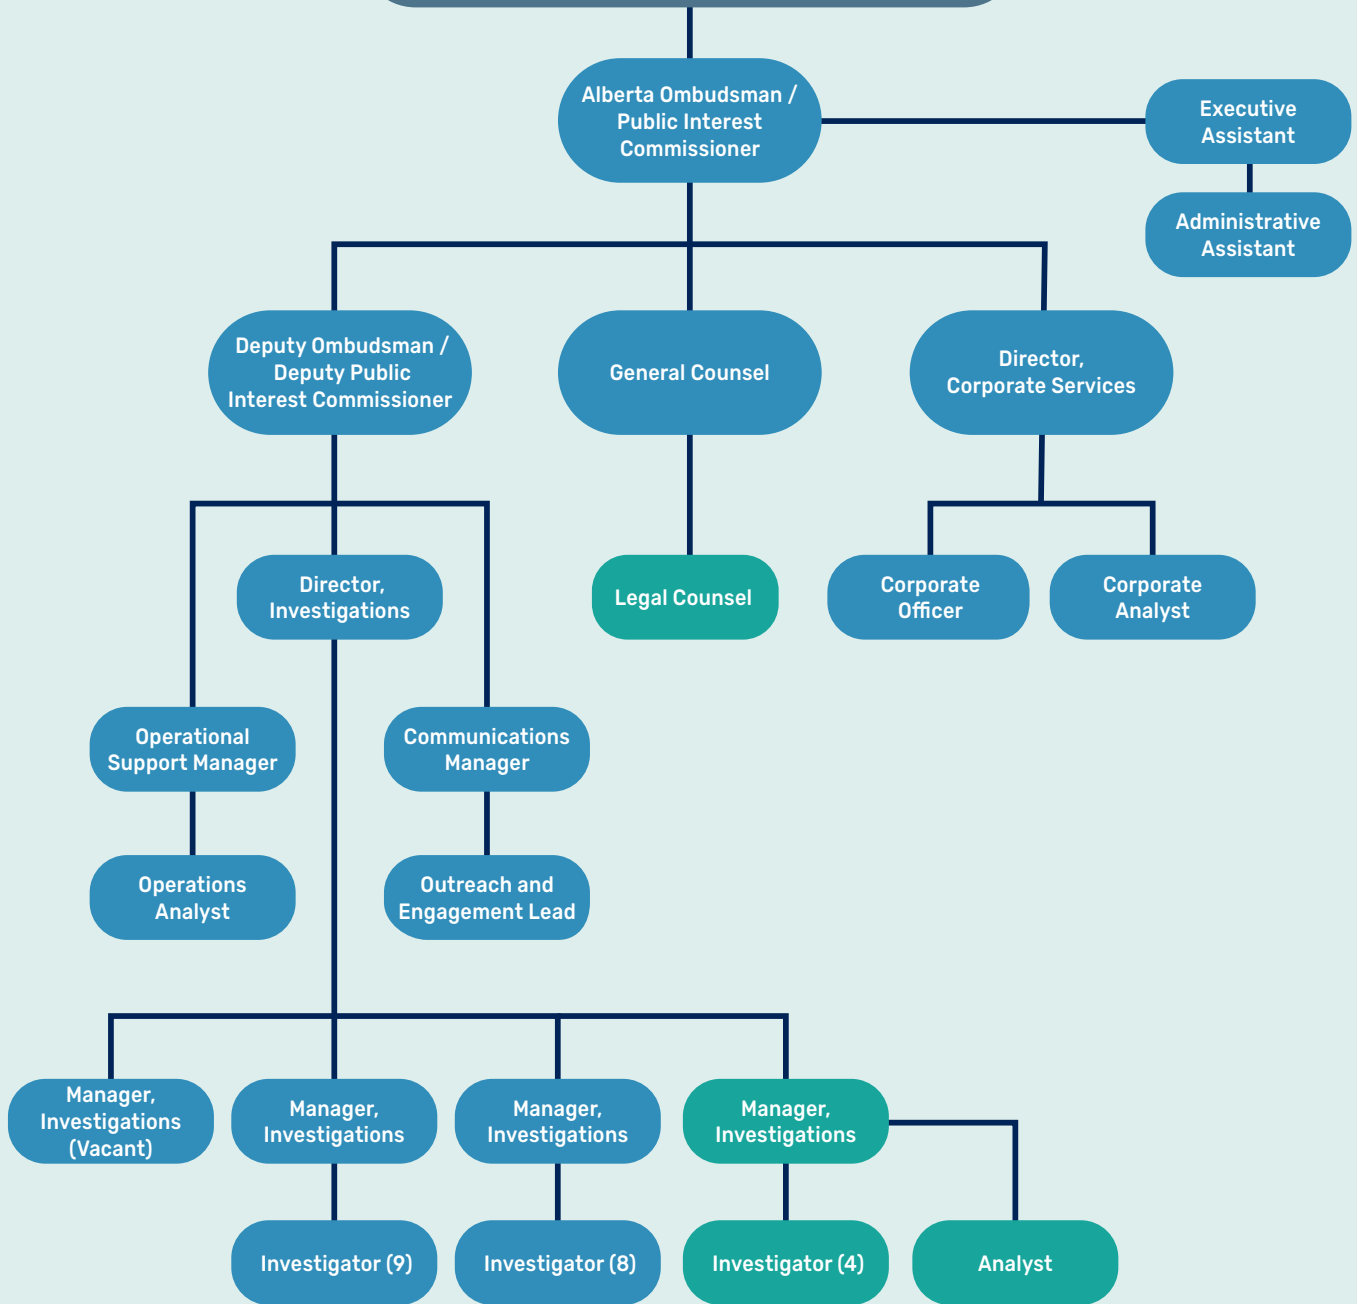 Alberta Ombudsman /
Public Interest
Commissioner
Executive
Assistant
Administrative
Assistant
Deputy Ombudsman /
Deputy Public
Interest Commissioner
General Counsel
Director,
Corporate Services
Director,
Investigations
Legal Counsel
Corporate
Officer
Corporate
Analyst
Operational
Support Manager
Communications
Manager
Operations
Analyst
Outreach and
Engagement Lead
Manager,
Investigations
(Vacant)
Manager,
Investigations
Manager,
Investigations
Manager,
Investigations
Investigator (9)
Investigator (8)
Investigator (4)
Analyst